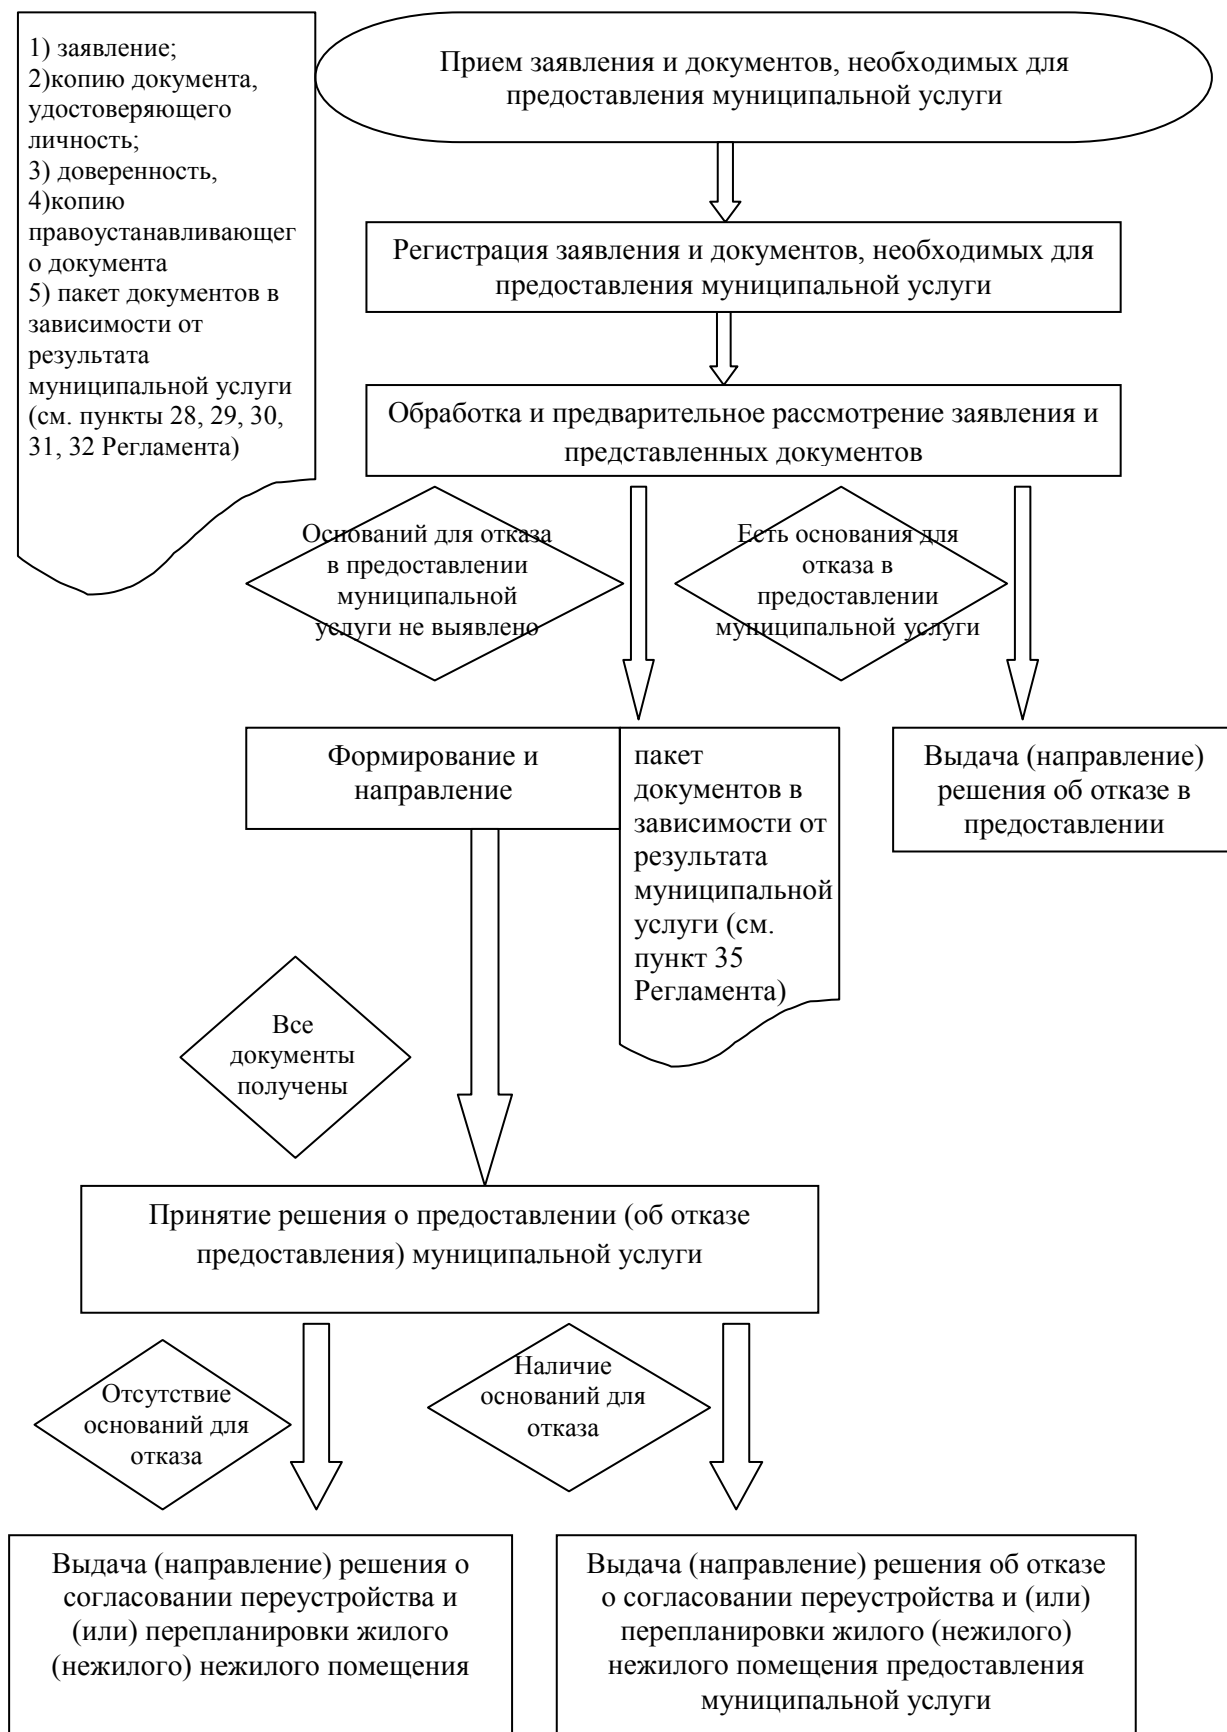 1) заявление;
2)копию документа,
удостоверяющего
личность;
3) доверенность,
4)копию
правоустанавливающег
о документа
5) пакет документов в
зависимости от
результата
муниципальной услуги
(см. пункты 28, 29, 30,
31, 32 Регламента)
Прием заявления и документов, необходимых для
предоставления муниципальной услуги
Регистрация заявления и документов, необходимых для
предоставления муниципальной услуги
Обработка и предварительное рассмотрение заявления и
представленных документов
Оснований для отказа
в предоставлении
муниципальной
услуги не выявлено
Есть основания для
отказа в
предоставлении
муниципальной услуги
Формирование и
направление
пакет
документов в
зависимости от
результата
муниципальной
услуги (см.
пункт 35
Регламента)
Выдача (направление)
решения об отказе в
предоставлении
Все
документы
получены
Принятие решения о предоставлении (об отказе
предоставления) муниципальной услуги
Отсутствие
оснований для
отказа
Наличие
оснований для
отказа
Выдача (направление) решения о
согласовании переустройства и
(или) перепланировки жилого
(нежилого) нежилого помещения
Выдача (направление) решения об отказе
о согласовании переустройства и (или)
перепланировки жилого (нежилого)
нежилого помещения предоставления
муниципальной услуги